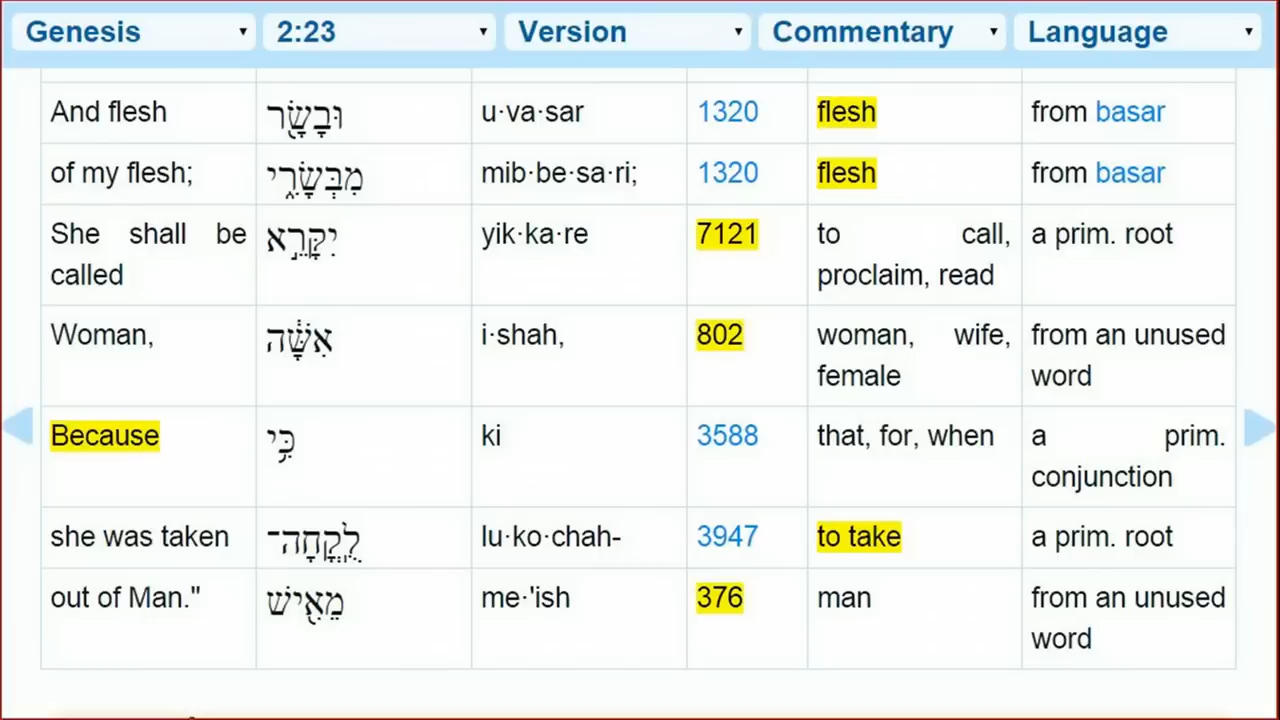 Genesis 2:23 Version Commentary Language
And flesh וּבָשָׂ֖ר u·va·sar 1320 flesh from basar
of my flesh; מִבְּשָׂרִ֑י mib·be·sa·ri; 1320 flesh from basar
She shall be יִקָּרֵ֣א yik·ka·re 7121 to call, a prim. root
called proclaim, read
Woman, אִשָּׁ֔ה i·shah, 802 woman, wife, from an unused
female word
Because כִּ֥י ki 3588 that, for, when a prim.
conjunction
she was taken לֻֽקֳחָה־ lu·ko·chah- 3947 to take a prim. root
out of Man." מֵאִ֖ישׁ me·'ish 376 man from an unused
word